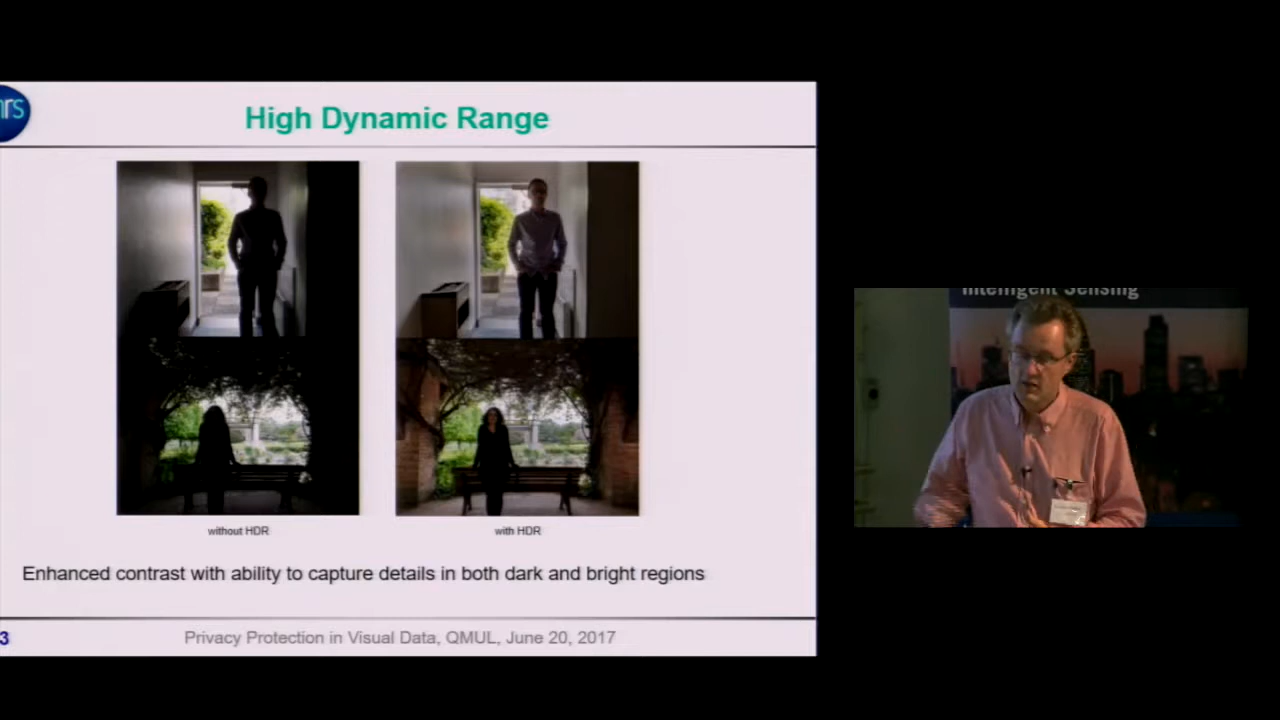 High Dynamic Range
without HDR
with HDR
Enhanced contrast with ability to capture details in both dark and bright regions
3
Privacy Protection in Visual Data, QMUL, June 20, 2017
Intelligent Sensing